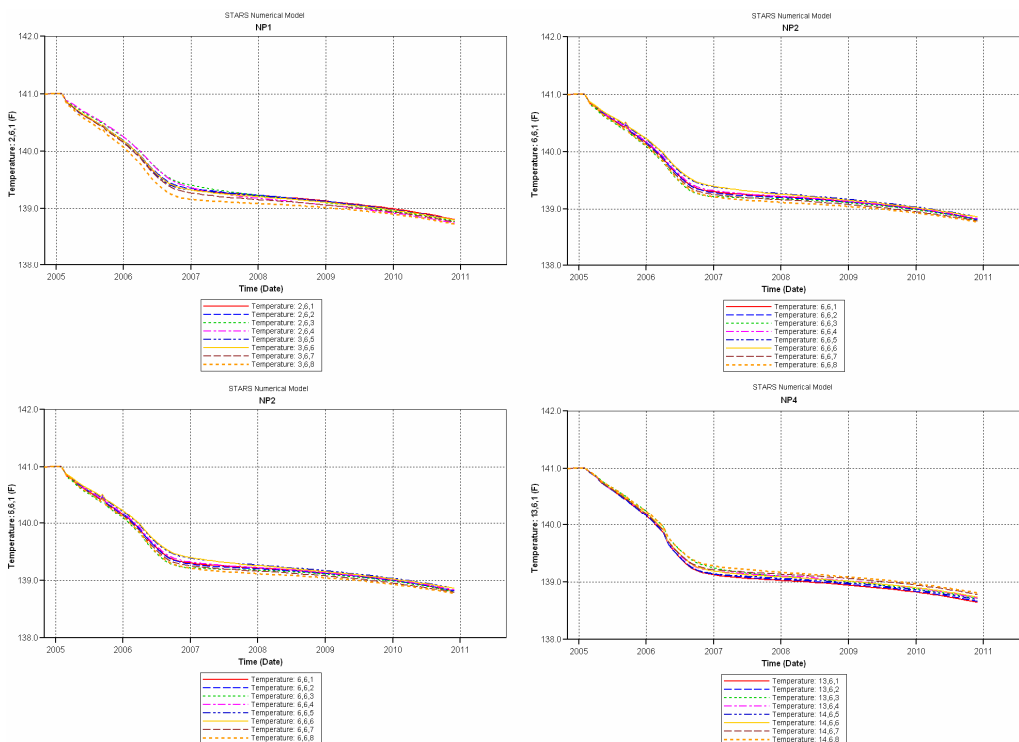 STARS Numerical Model
NP1
142.0
141.0
140.0
139.0
138.0
Temperature: 2,6,1 (F)
2005 2006 2007 2008 2009 2010 2011
Time (Date)
Temperature: 2,6,1
Temperature: 2,6,2
Temperature: 2,6,3
Temperature: 2,6,4
Temperature: 3,6,5
Temperature: 3,6,6
Temperature: 3,6,7
Temperature: 3,6,8
STARS Numerical Model
NP2
142.0
141.0
140.0
139.0
138.0
Temperature: 6,6,1 (F)
2005 2006 2007 2008 2009 2010 2011
Time (Date)
Temperature: 6,6,1
Temperature: 6,6,2
Temperature: 6,6,3
Temperature: 6,6,4
Temperature: 6,6,5
Temperature: 6,6,6
Temperature: 6,6,7
Temperature: 6,6,8
STARS Numerical Model
NP2
142.0
141.0
140.0
139.0
138.0
Temperature: 6,6,1 (F)
2005 2006 2007 2008 2009 2010 2011
Time (Date)
Temperature: 6,6,1
Temperature: 6,6,2
Temperature: 6,6,3
Temperature: 6,6,4
Temperature: 6,6,5
Temperature: 6,6,6
Temperature: 6,6,7
Temperature: 6,6,8
STARS Numerical Model
NP4
142.0
141.0
140.0
139.0
138.0
Temperature: 13,6,1 (F)
2005 2006 2007 2008 2009 2010 2011
Time (Date)
Temperature: 13,6,1
Temperature: 13,6,2
Temperature: 13,6,3
Temperature: 13,6,4
Temperature: 14,6,5
Temperature: 14,6,6
Temperature: 14,6,7
Temperature: 14,6,8